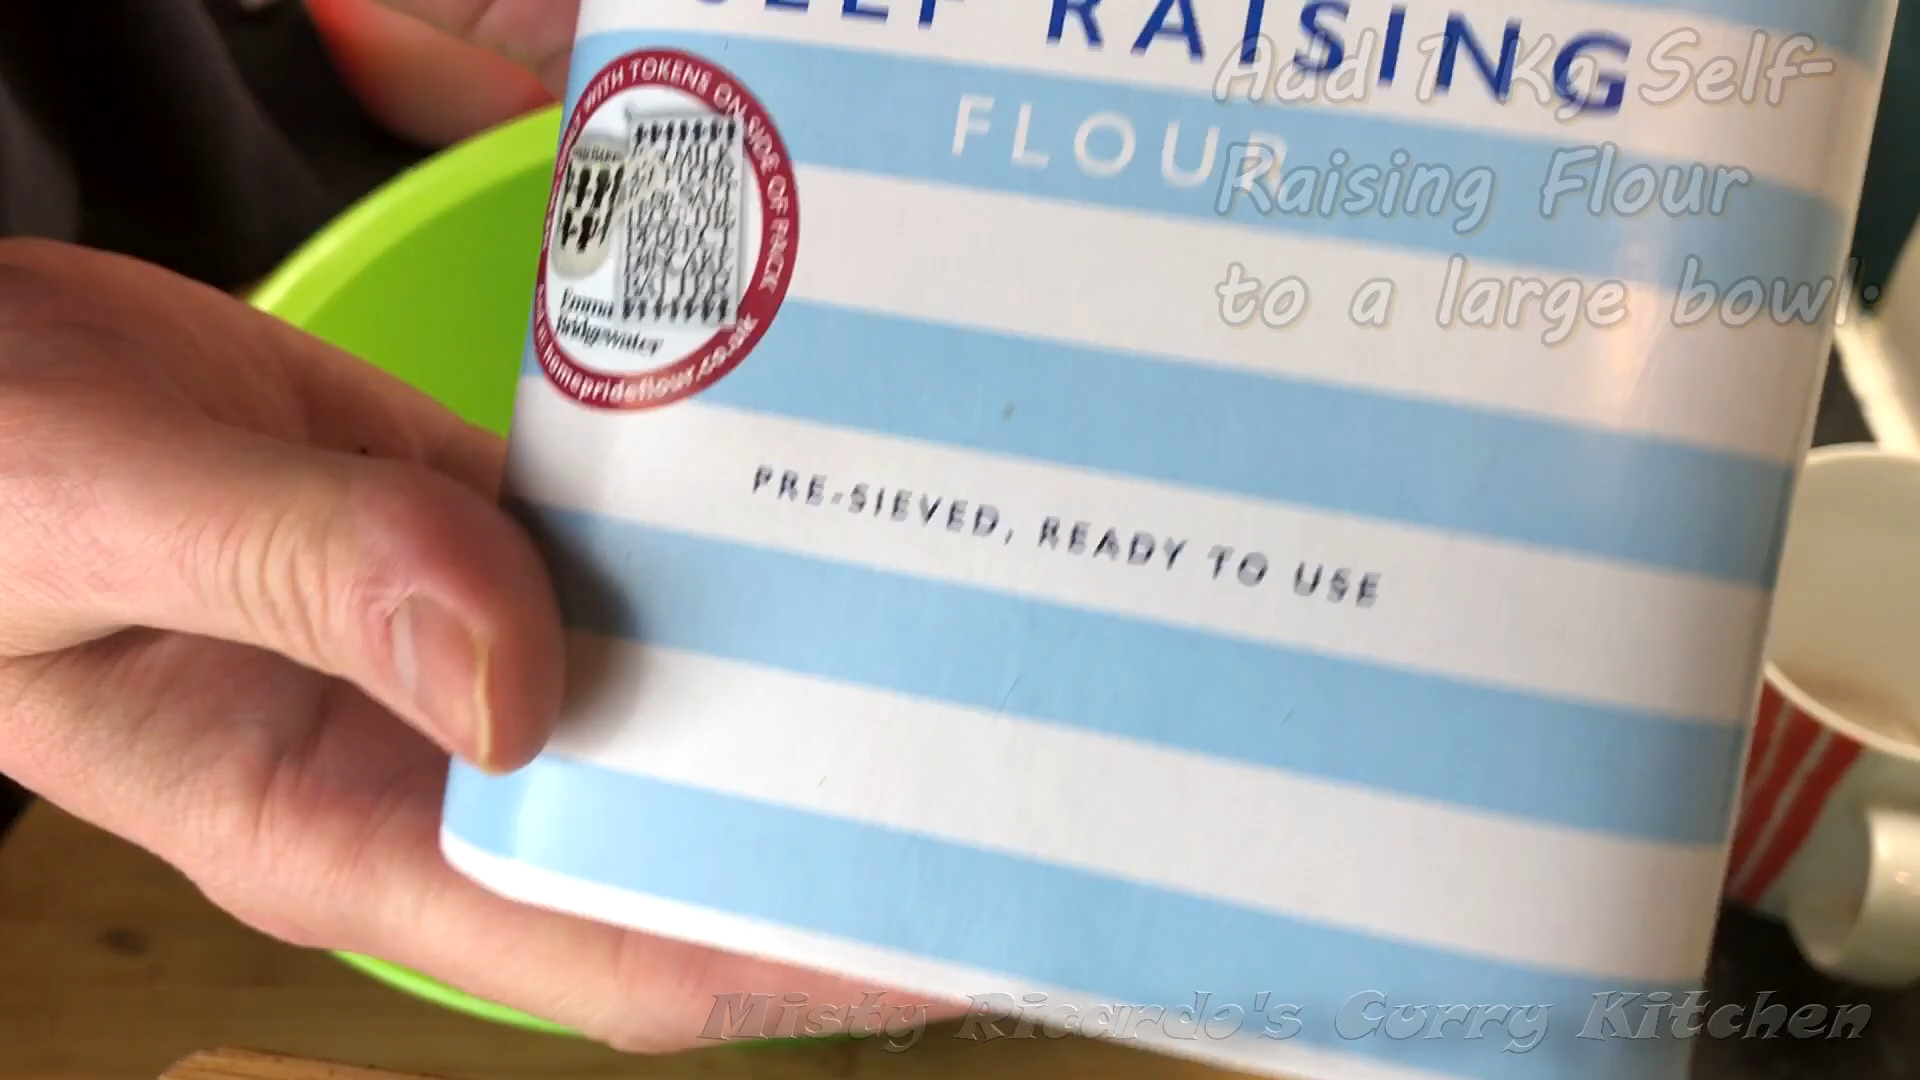 SELF RAISING
FLOUR
WITH TOKENS ON SIDE OF PACK
Emma
Bridgewater
homeprideflour.co.uk
PRE-SIEVED, READY TO USE
Add 1 Kg Self-
Raising Flour
to a large bowl.
Misty Ricardo's Curry Kitchen